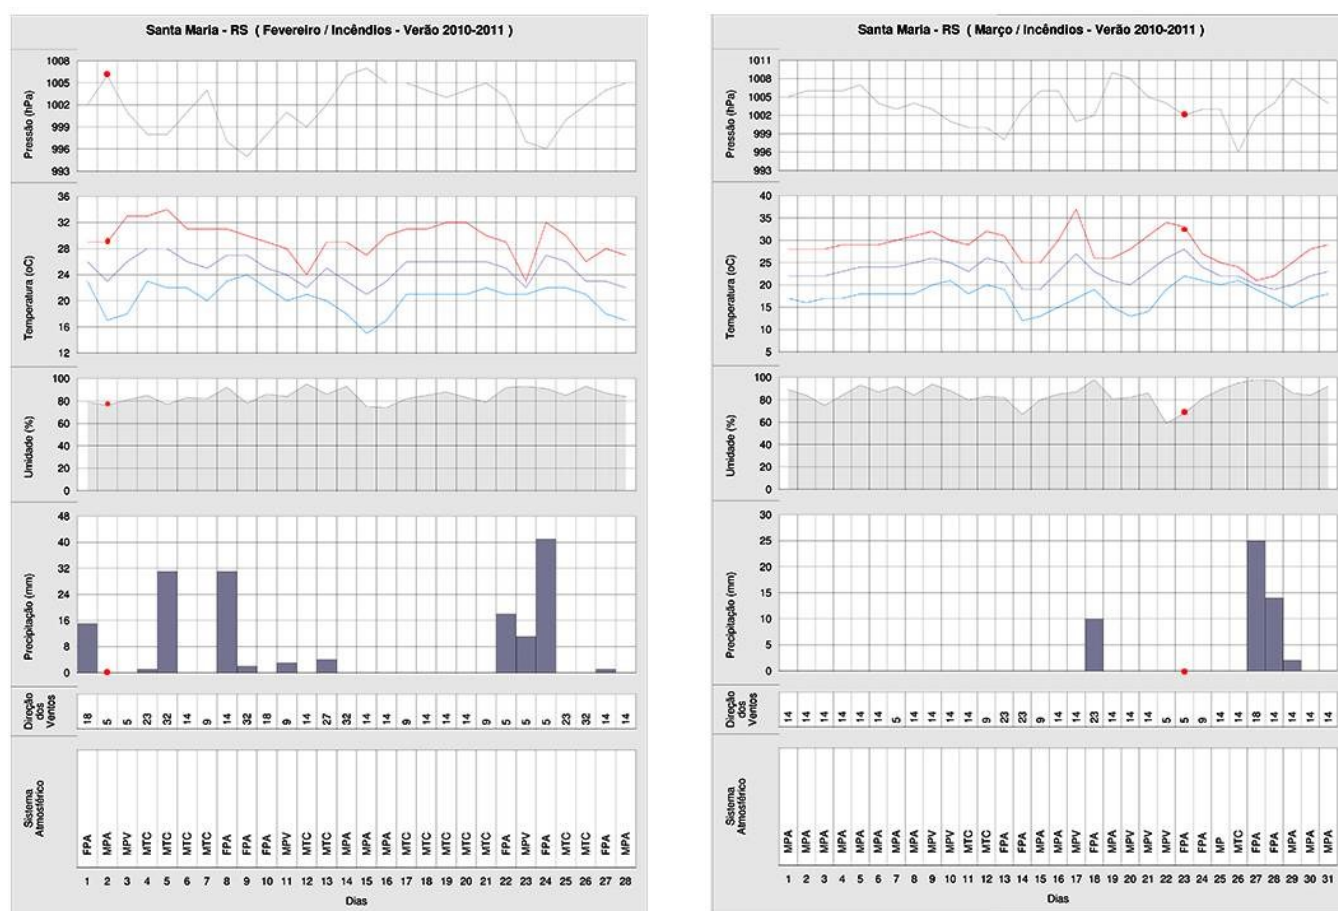 Santa Maria - RS ( Fevereiro / Incêndios - Verão 2010-2011 )
Pressão (hPa)
1008
1005
1002
999
996
993
Temperatura (oC)
36
32
28
24
20
16
12
Umidade (%)
100
80
60
40
20
0
Precipitação (mm)
48
40
32
24
16
8
0
Direção
dos
Ventos
18 5 5 23 32 14 9 14 32 18 9 14 27 32 14 14 9 14 14 14 9 5 5 5 23 32 14 14
Sistema
Atmosférico
FPA MPA MPV MTC MTC MTC MTC FPA FPA FPA MPV MTC MTC MPA MPA MPA MTC MTC MTC MTC MTC FPA MPV FPA MTC MTC FPA MPA
1 2 3 4 5 6 7 8 9 10 11 12 13 14 15 16 17 18 19 20 21 22 23 24 25 26 27 28
Dias
Santa Maria - RS ( Março / Incêndios - Verão 2010-2011 )
Pressão (hPa)
1011
1008
1005
1002
999
996
993
Temperatura (oC)
40
35
30
25
20
15
10
5
Umidade (%)
100
80
60
40
20
0
Precipitação (mm)
30
25
20
15
10
5
0
Direção
dos
Ventos
14 14 14 14 14 14 5 14 14 14 14 9 23 23 9 14 14 23 14 14 14 5 5 9 14 14 18 14 14 14 14
Sistema
Atmosférico
MPA MPA MPA MPA MPA MPA MPA MPA MPV MPV MTC MTC FPA FPA MPA MPA MPV FPA MPA MPV MPV MPV FPA FPA MP MTC FPA FPA MPA MPA MPA
1 2 3 4 5 6 7 8 9 10 11 12 13 14 15 16 17 18 19 20 21 22 23 24 25 26 27 28 29 30 31
Dias